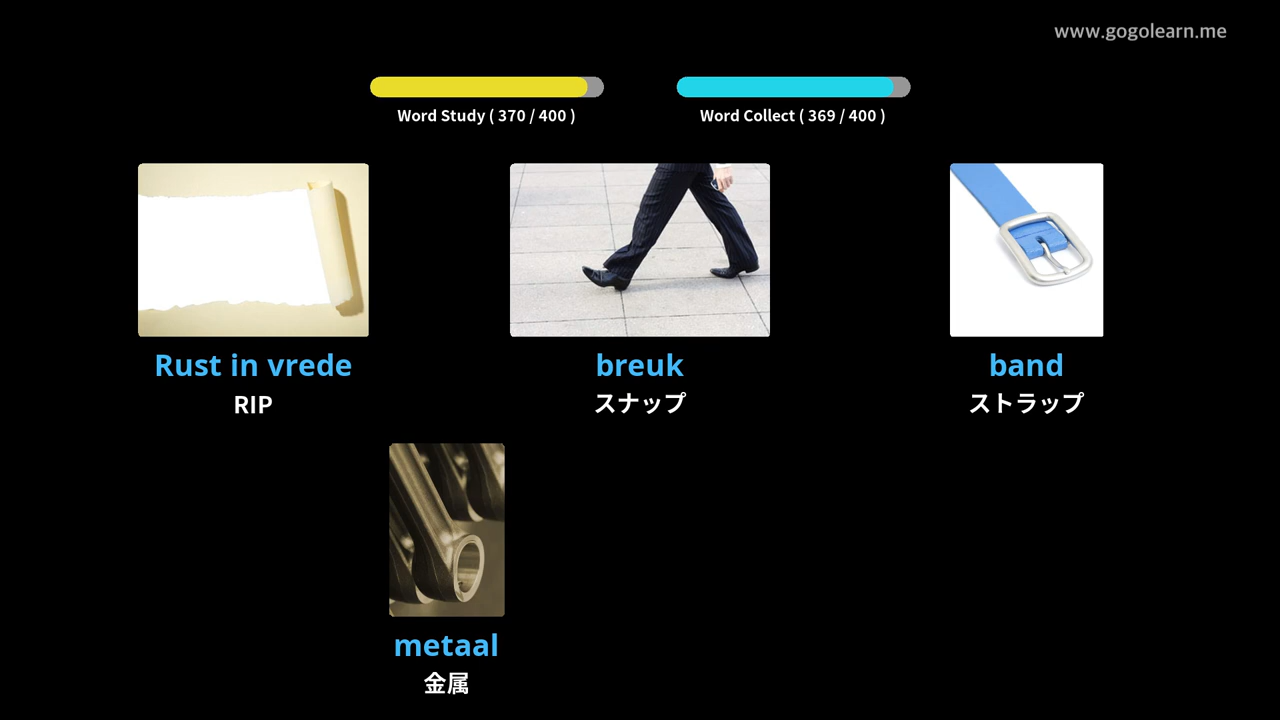 www.gogolearn.me
Word Study ( 370 / 400 )
Word Collect ( 369 / 400 )
Rust in vrede
RIP
breuk
スナップ
band
ストラップ
metaal
金属